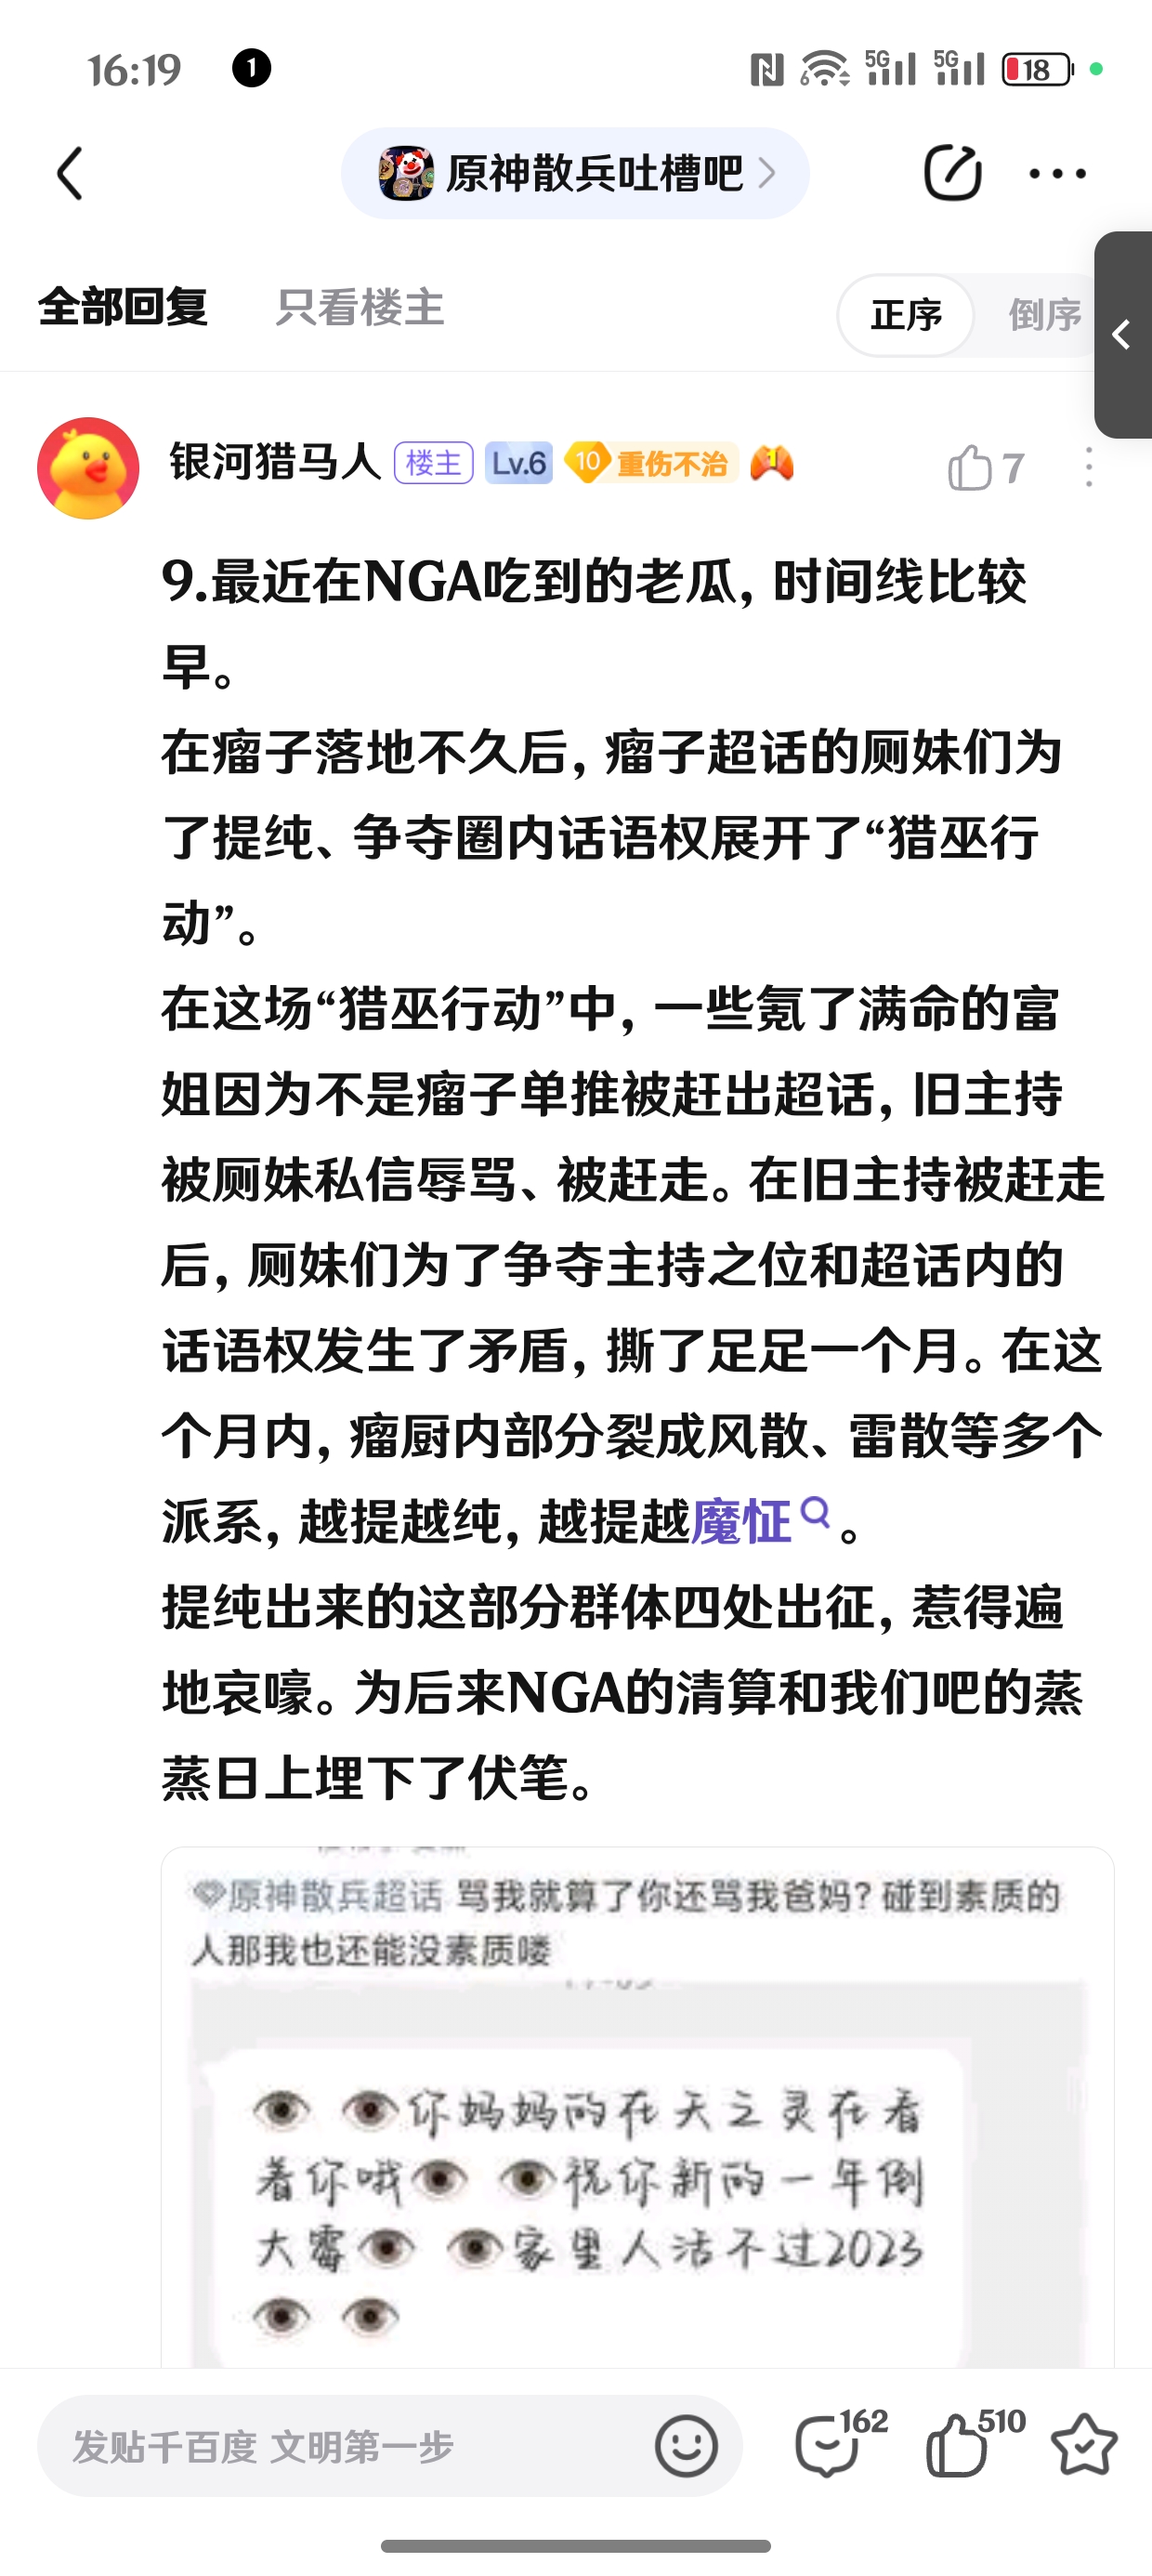 16:19
1
6
5G
5G
18
原神散兵吐槽吧
全部回复
只看楼主
正序
倒序
银河猎马人
楼主
Lv.6
10
重伤不治
7
9.最近在NGA吃到的老瓜，时间线比较
早。
在瘤子落地不久后，瘤子超话的厕妹们为
了提纯、争夺圈内话语权展开了“猎巫行
动”。
在这场“猎巫行动”中，一些氪了满命的富
姐因为不是瘤子单推被赶出超话，旧主持
被厕妹私信辱骂、被赶走。在旧主持被赶走
后，厕妹们为了争夺主持之位和超话内的
话语权发生了矛盾，撕了足足一个月。在这
个月内，瘤厨内部分裂成风散、雷散等多个
派系，越提越纯，越提越魔怔。
提纯出来的这部分群体四处出征，惹得遍
地哀嚎。为后来NGA的清算和我们吧的蒸
蒸日上埋下了伏笔。
原神散兵超话 骂我就算了你还骂我爸妈？碰到素质的
人那我也还能没素质喽
你妈妈的在天之灵在看
着你哦 祝你新的一年倒
大霉 家里人活不过2023
发贴千百度 文明第一步
162
510